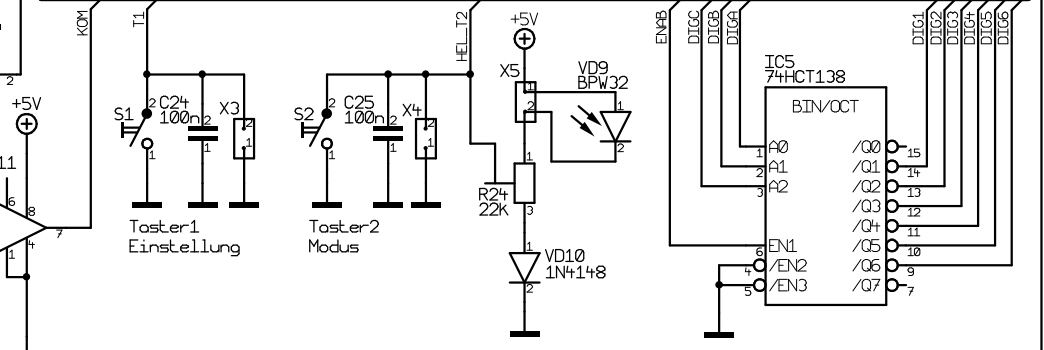 KOM
T1
HEL_T2
+5V
ENAB
DIGC
DIGB
DIGA
DIG1
DIG2
DIG3
DIG4
DIG5
DIG6
2
+5V
11
6
8
7
1
4
S1
2
1
C24
100n
2
1
X3
2
1
Taster1
Einstellung
S2
2
1
C25
100n
2
1
X4
2
1
Taster2
Modus
X5
1
2
VD9
BPW32
1
2
R24
22K
1
3
VD10
1N4148
1
2
IC5
74HCT138
BIN/OCT
1 A0
2 A1
3 A2
6 EN1
4 /EN2
5 /EN3
/Q0 15
/Q1 14
/Q2 13
/Q3 12
/Q4 11
/Q5 10
/Q6 9
/Q7 7